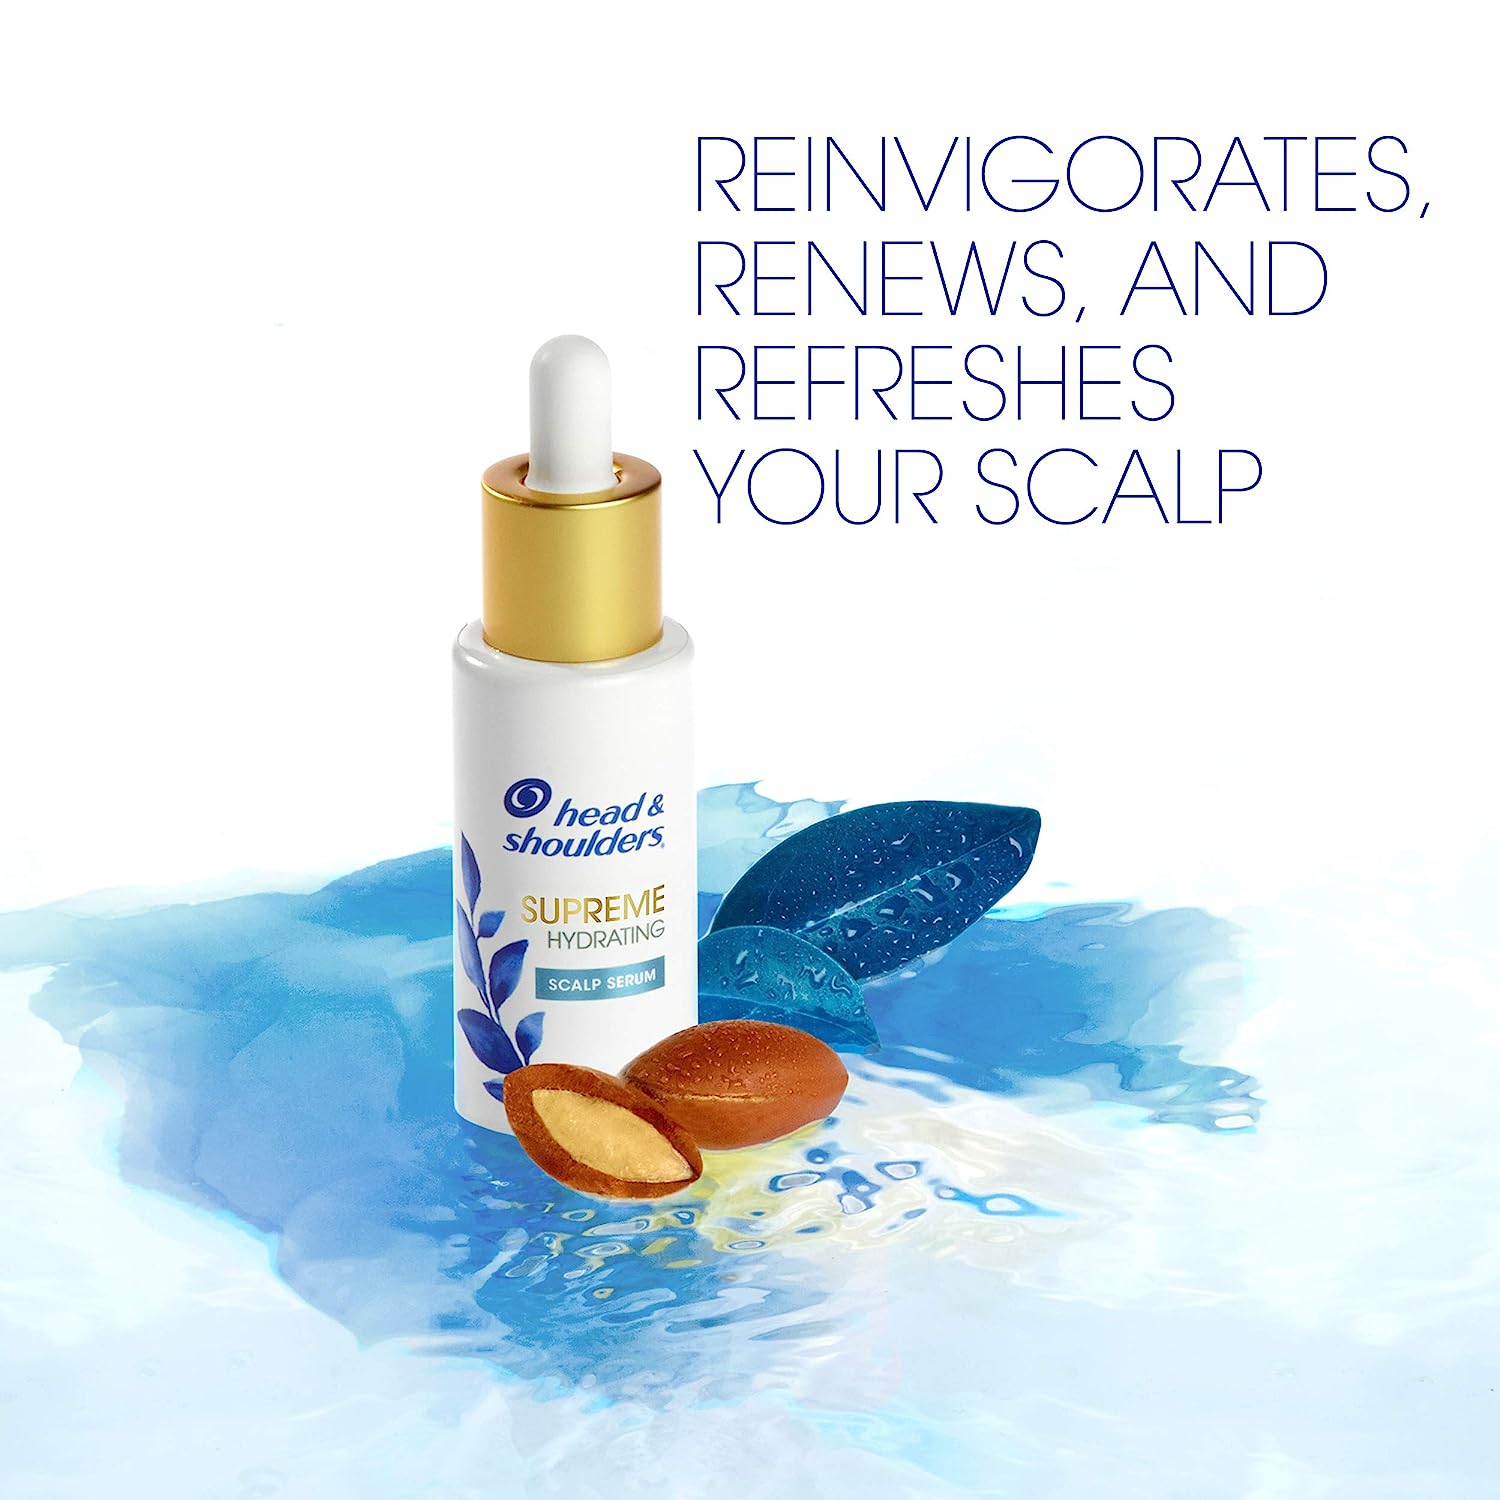 REINVIGORATES,
RENEWS, AND
REFRESHES
YOUR SCALP
head &
shoulders®
SUPREME
HYDRATING
SCALP SERUM